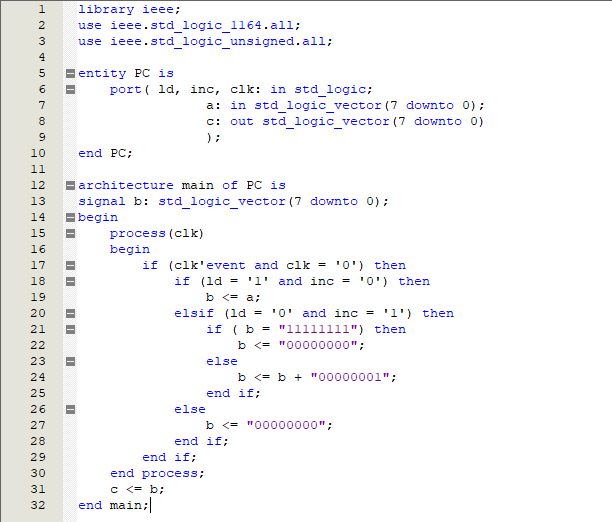 1 library ieee;
2 use ieee.std_logic_1164.all;
3 use ieee.std_logic_unsigned.all;
4
5 entity PC is
6     port( ld, inc, clk: in std_logic;
7                 a: in std_logic_vector(7 downto 0);
8                 c: out std_logic_vector(7 downto 0)
9                 );
10 end PC;
11
12 architecture main of PC is
13 signal b: std_logic_vector(7 downto 0);
14 begin
15     process(clk)
16     begin
17         if (clk'event and clk = '0') then
18             if (ld = '1' and inc = '0') then
19                 b <= a;
20             elsif (ld = '0' and inc = '1') then
21                 if ( b = "11111111") then
22                     b <= "00000000";
23                 else
24                     b <= b + "00000001";
25                 end if;
26             else
27                 b <= "00000000";
28             end if;
29         end if;
30     end process;
31     c <= b;
32 end main;